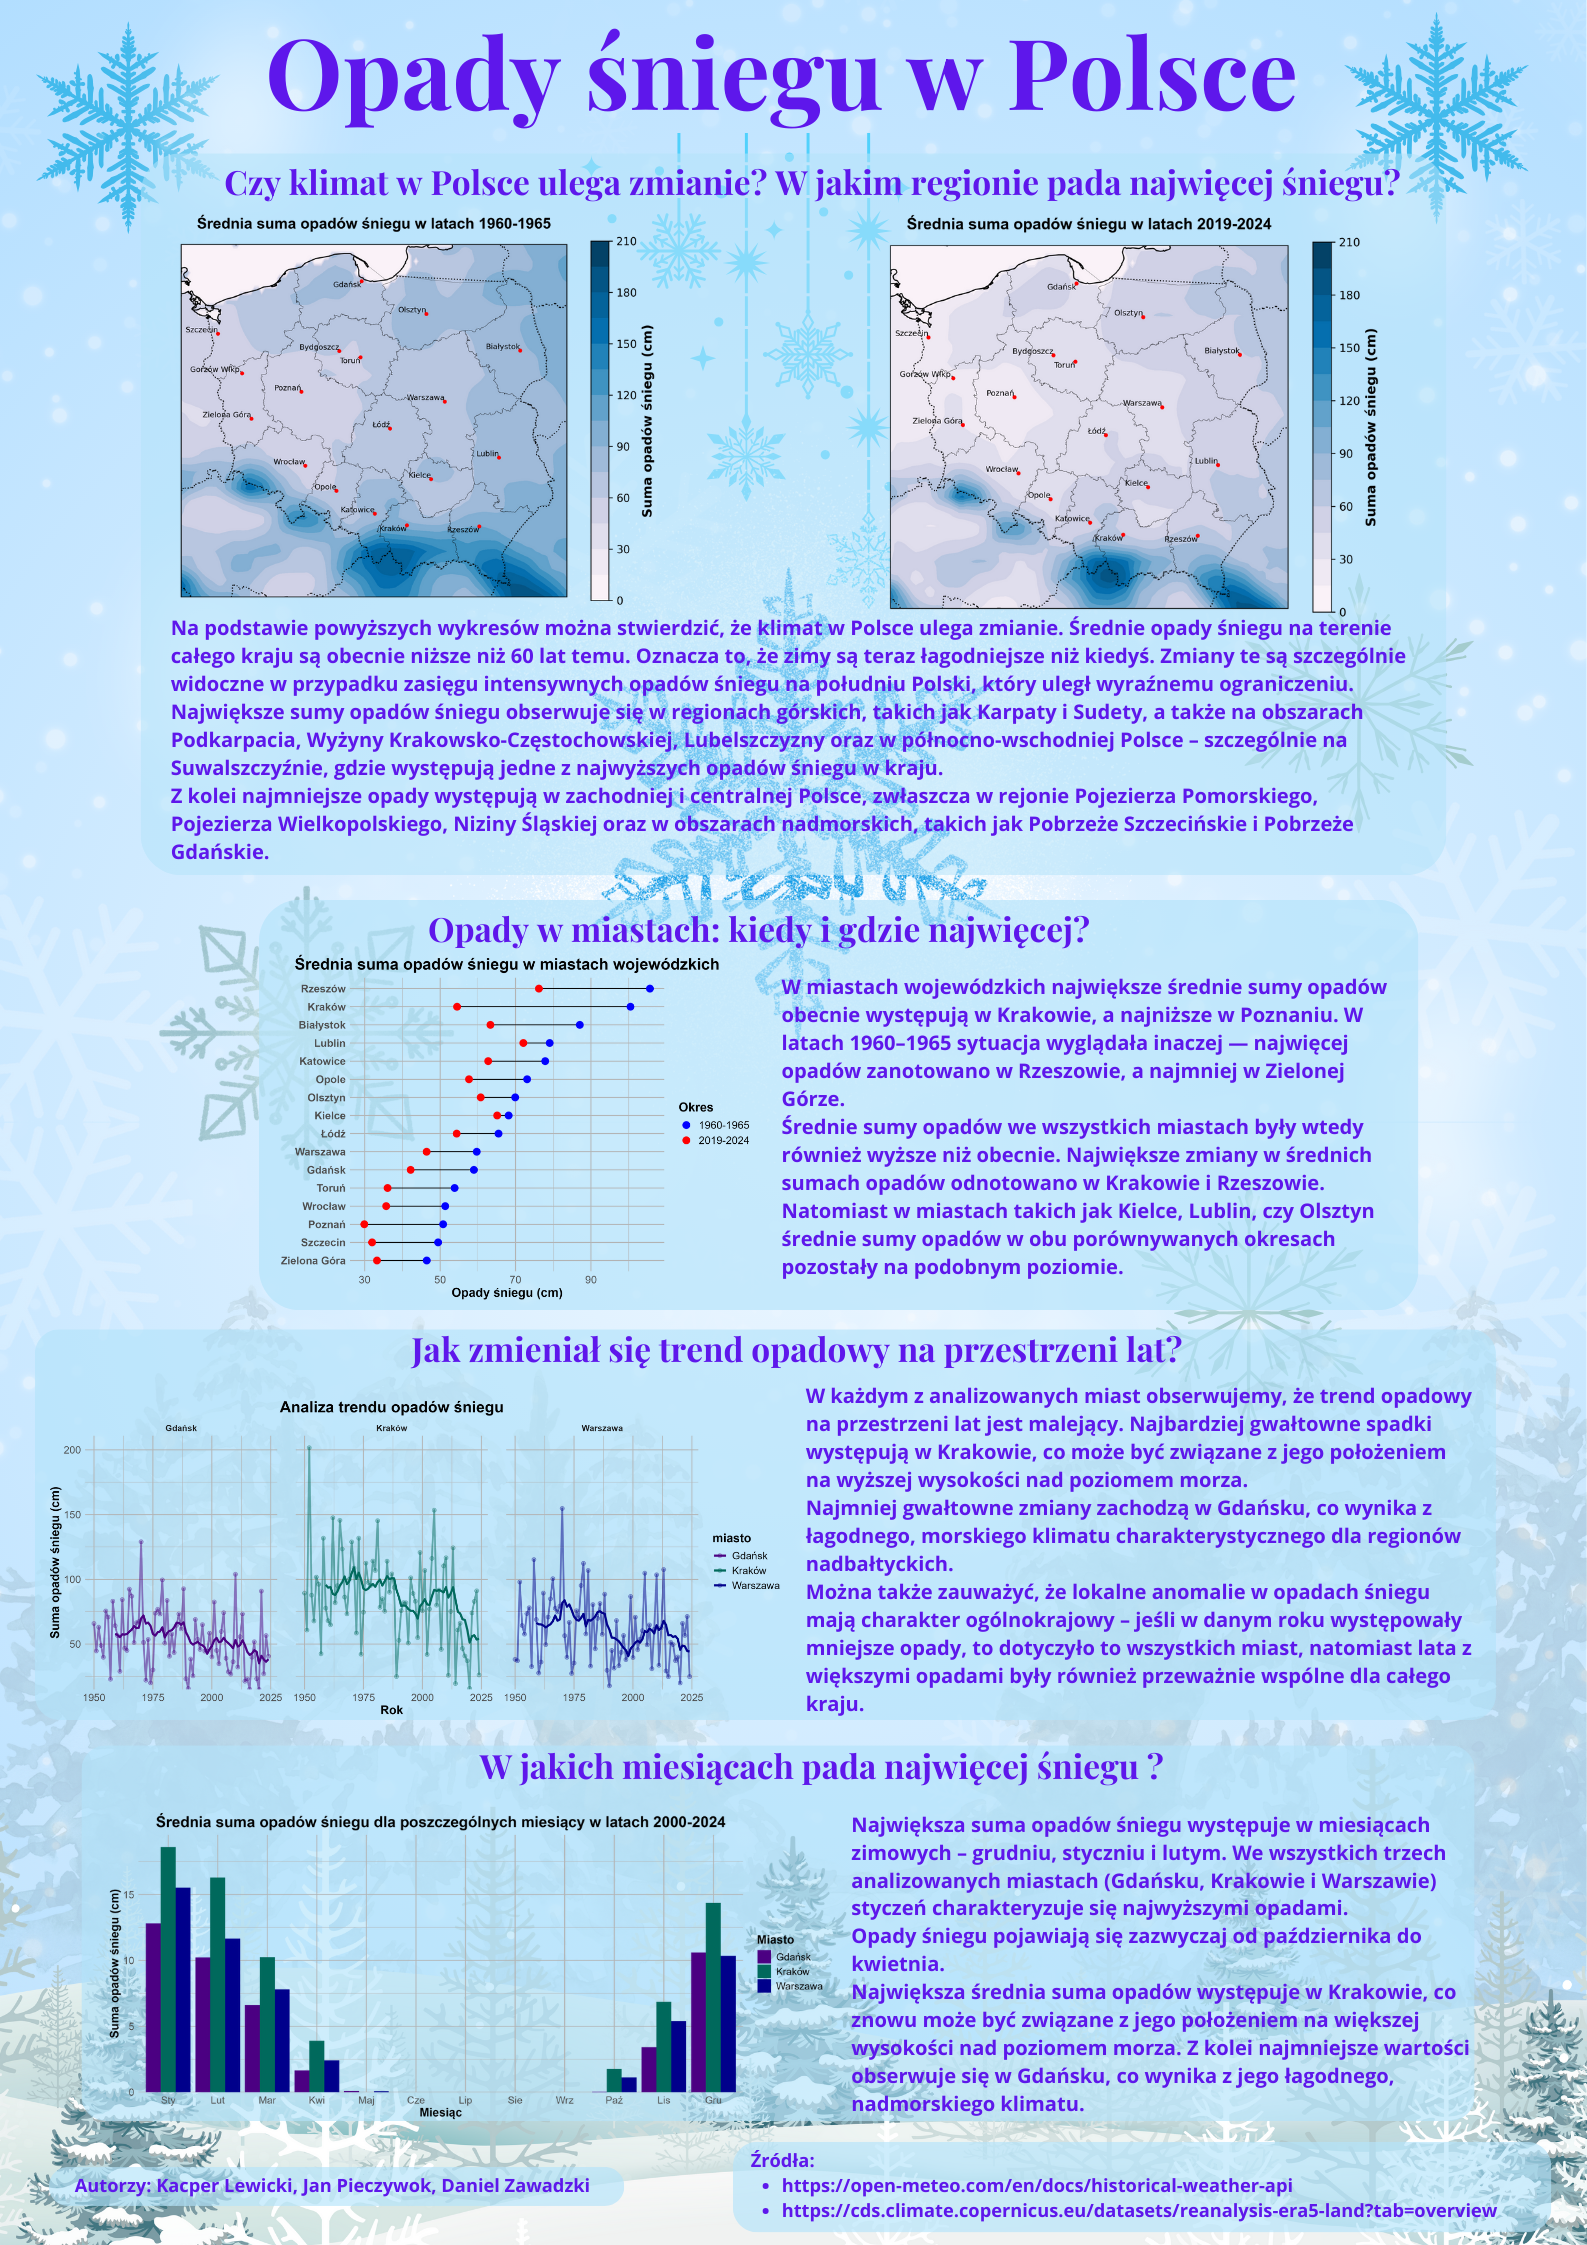 Opady śniegu w Polsce
Czy klimat w Polsce ulega zmianie? W jakim regionie pada najwięcej śniegu?
Średnia suma opadów śniegu w latach 1960-1965
Gdańsk
Olsztyn
Szczecin
Bydgoszcz
Toruń
Białystok
Gorzów Wlkp.
Poznań
Warszawa
Zielona Góra
Łódź
Wrocław
Lublin
Opole
Kielce
Katowice
Kraków
Rzeszów
210
180
150
120
90
60
30
0
Suma opadów śniegu (cm)
Średnia suma opadów śniegu w latach 2019-2024
Gdańsk
Olsztyn
Szczecin
Bydgoszcz
Toruń
Białystok
Gorzów Wlkp.
Poznań
Warszawa
Zielona Góra
Łódź
Wrocław
Lublin
Opole
Kielce
Katowice
Kraków
Rzeszów
210
180
150
120
90
60
30
0
Suma opadów śniegu (cm)
Na podstawie powyższych wykresów można stwierdzić, że klimat w Polsce ulega zmianie. Średnie opady śniegu na terenie
całego kraju są obecnie niższe niż 60 lat temu. Oznacza to, że zimy są teraz łagodniejsze niż kiedyś. Zmiany te są szczególnie
widoczne w przypadku zasięgu intensywnych opadów śniegu na południu Polski, który uległ wyraźnemu ograniczeniu.
Największe sumy opadów śniegu obserwuje się w regionach górskich, takich jak Karpaty i Sudety, a także na obszarach
Podkarpacia, Wyżyny Krakowsko-Częstochowskiej, Lubelszczyzny oraz w północno-wschodniej Polsce – szczególnie na
Suwalszczyźnie, gdzie występują jedne z najwyższych opadów śniegu w kraju.
Z kolei najmniejsze opady występują w zachodniej i centralnej Polsce, zwłaszcza w rejonie Pojezierza Pomorskiego,
Pojezierza Wielkopolskiego, Niziny Śląskiej oraz w obszarach nadmorskich, takich jak Pobrzeże Szczecińskie i Pobrzeże
Gdańskie.
Opady w miastach: kiedy i gdzie najwięcej?
Średnia suma opadów śniegu w miastach wojewódzkich
Rzeszów
Kraków
Białystok
Lublin
Katowice
Opole
Olsztyn
Kielce
Łódź
Warszawa
Gdańsk
Toruń
Wrocław
Poznań
Szczecin
Zielona Góra
30 50 70 90
Opady śniegu (cm)
Okres
1960-1965
2019-2024
W miastach wojewódzkich największe średnie sumy opadów
obecnie występują w Krakowie, a najniższe w Poznaniu. W
latach 1960–1965 sytuacja wyglądała inaczej — najwięcej
opadów zanotowano w Rzeszowie, a najmniej w Zielonej
Górze.
Średnie sumy opadów we wszystkich miastach były wtedy
również wyższe niż obecnie. Największe zmiany w średnich
sumach opadów odnotowano w Krakowie i Rzeszowie.
Natomiast w miastach takich jak Kielce, Lublin, czy Olsztyn
średnie sumy opadów w obu porównywanych okresach
pozostały na podobnym poziomie.
Jak zmieniał się trend opadowy na przestrzeni lat?
Analiza trendu opadów śniegu
Gdańsk Kraków Warszawa
200
150
100
50
Suma opadów śniegu (cm)
1950 1975 2000 2025 1950 1975 2000 2025 1950 1975 2000 2025
Rok
miasto
Gdańsk
Kraków
Warszawa
W każdym z analizowanych miast obserwujemy, że trend opadowy
na przestrzeni lat jest malejący. Najbardziej gwałtowne spadki
występują w Krakowie, co może być związane z jego położeniem
na wyższej wysokości nad poziomem morza.
Najmniej gwałtowne zmiany zachodzą w Gdańsku, co wynika z
łagodnego, morskiego klimatu charakterystycznego dla regionów
nadbałtyckich.
Można także zauważyć, że lokalne anomalie w opadach śniegu
mają charakter ogólnokrajowy – jeśli w danym roku występowały
mniejsze opady, to dotyczyło to wszystkich miast, natomiast lata z
większymi opadami były również przeważnie wspólne dla całego
kraju.
W jakich miesiącach pada najwięcej śniegu ?
Średnia suma opadów śniegu dla poszczególnych miesiący w latach 2000-2024
15
10
5
0
Suma opadów śniegu (cm)
Sty Lut Mar Kwi Maj Cze Lip Sie Wrz Paź Lis Gru
Miesiąc
Miasto
Gdańsk
Kraków
Warszawa
Największa suma opadów śniegu występuje w miesiącach
zimowych – grudniu, styczniu i lutym. We wszystkich trzech
analizowanych miastach (Gdańsku, Krakowie i Warszawie)
styczeń charakteryzuje się najwyższymi opadami.
Opady śniegu pojawiają się zazwyczaj od października do
kwietnia.
Największa średnia suma opadów występuje w Krakowie, co
znowu może być związane z jego położeniem na większej
wysokości nad poziomem morza. Z kolei najmniejsze wartości
obserwuje się w Gdańsku, co wynika z jego łagodnego,
nadmorskiego klimatu.
Autorzy: Kacper Lewicki, Jan Pieczywok, Daniel Zawadzki
Źródła:
• https://open-meteo.com/en/docs/historical-weather-api
• https://cds.climate.copernicus.eu/datasets/reanalysis-era5-land?tab=overview